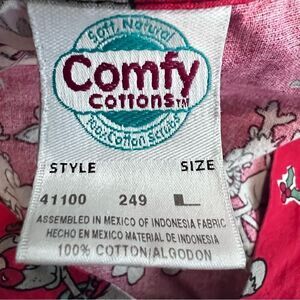 Soft Natural
Comfy
Cottons™
100% Cotton
STYLE SIZE
41100 249 L
ASSEMBLED IN MEXICO OF INDONESIA FABRIC
HECHO EN MEXICO MATERIAL DE INDONESIA
100% COTTON/ALGODON